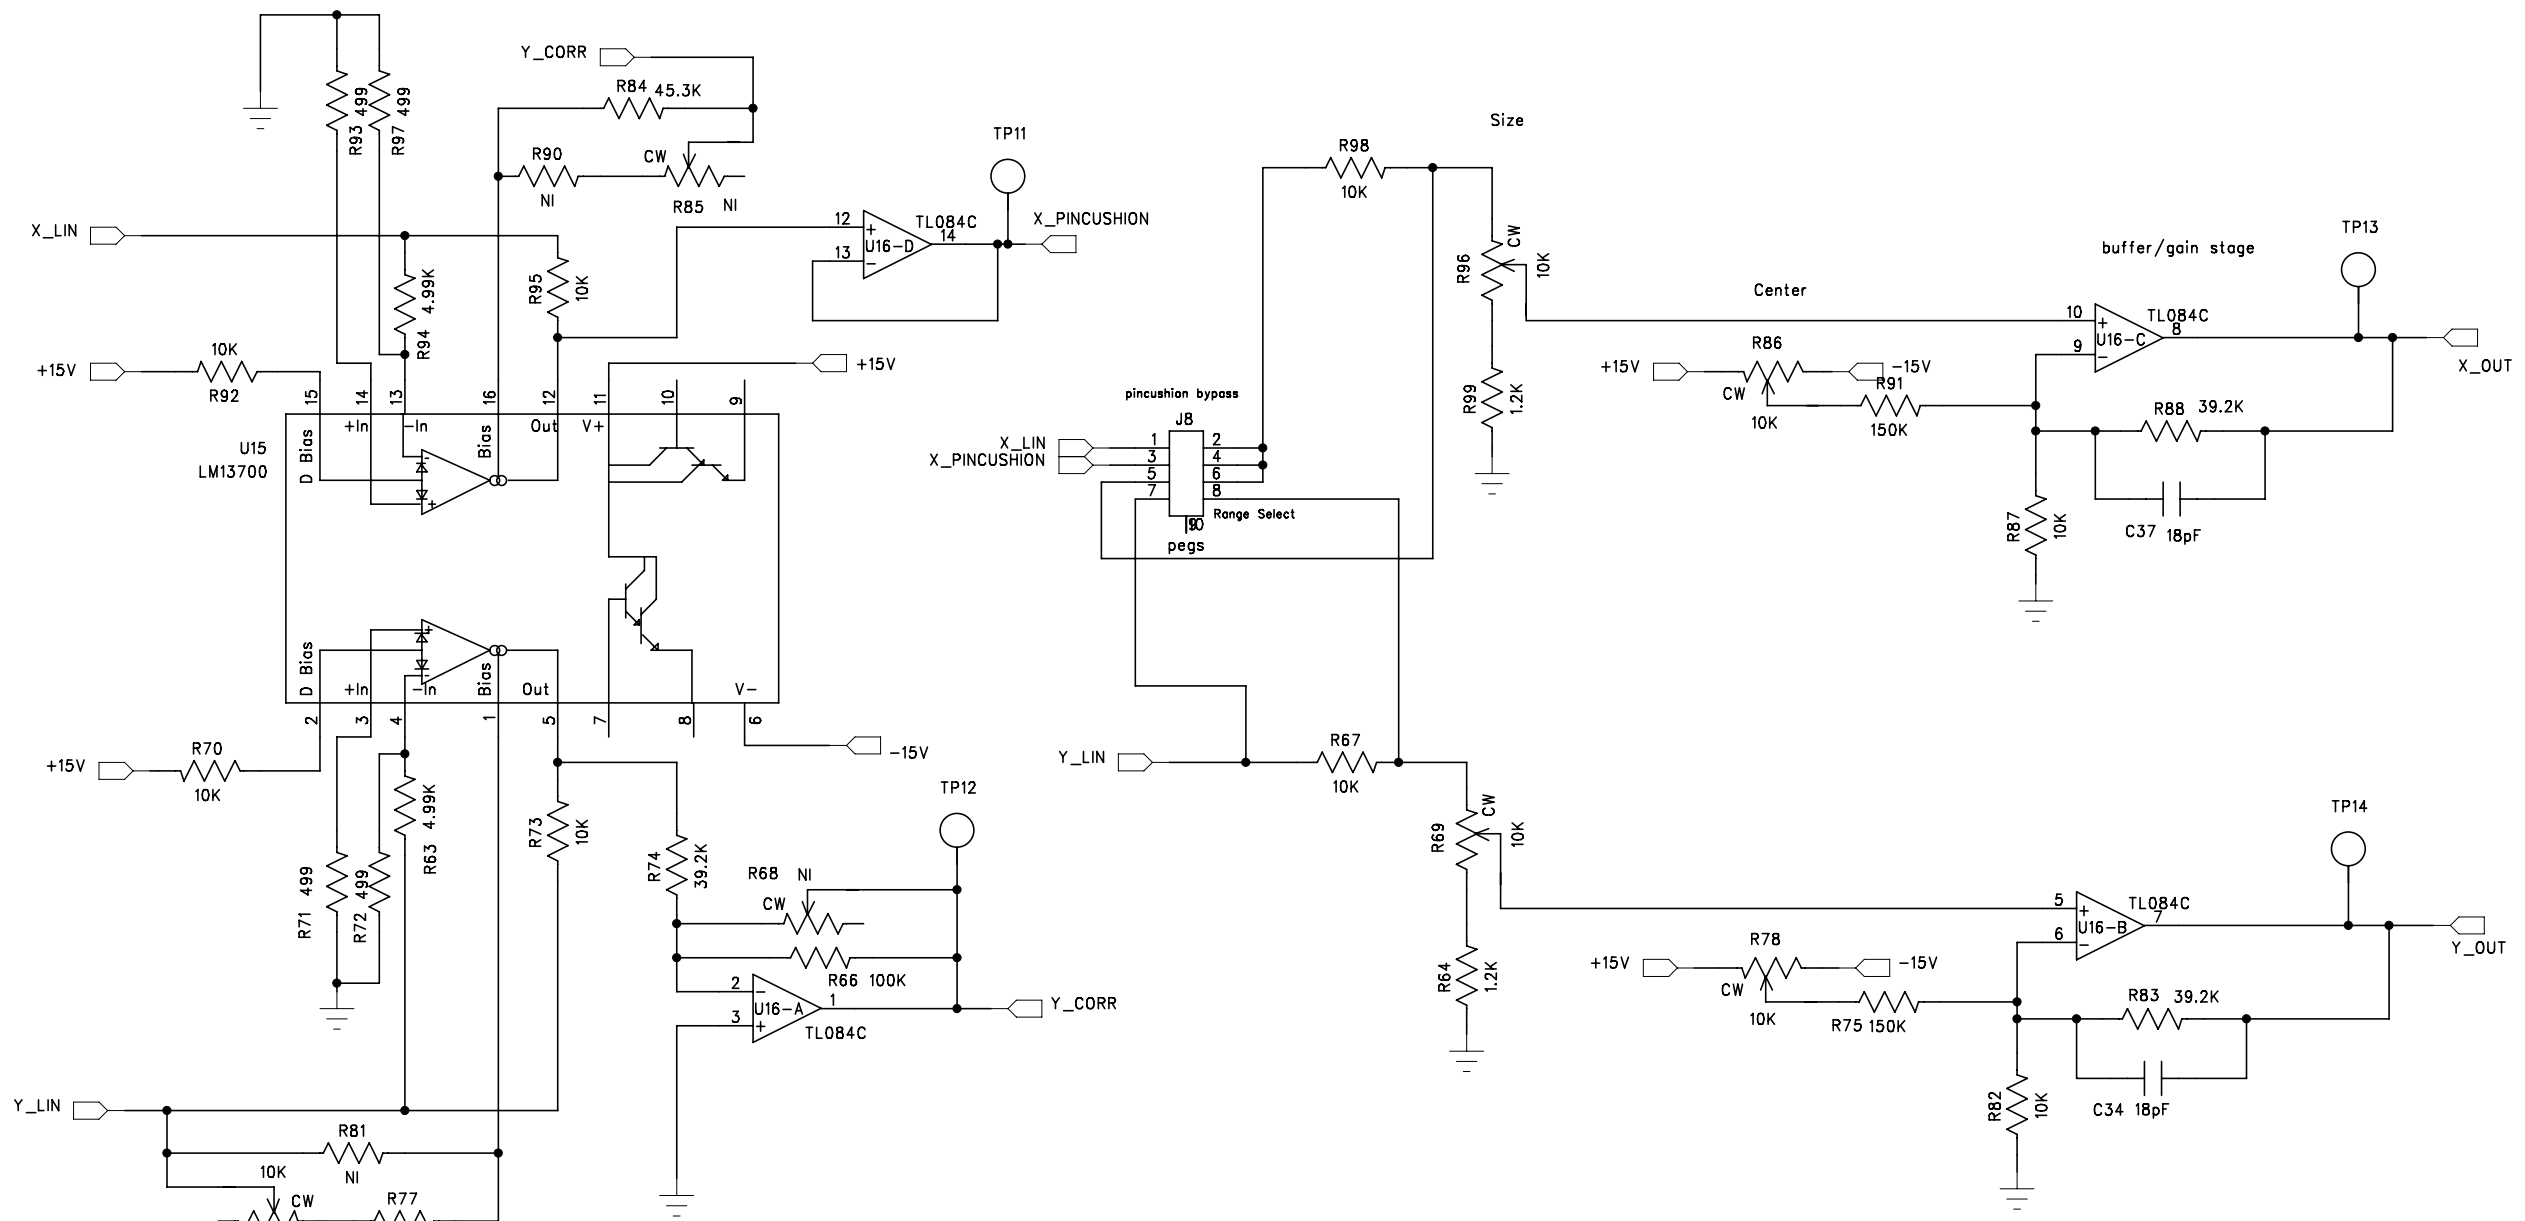 Y_CORR
R84 45.3K
R93 499
R97 499
R90
NI
CW
R85 NI
TP11
X_LIN
R94 4.99K
R95 10K
12
13
TL084C
14
U16-D
+
-
X_PINCUSHION
+15V
10K
R92
+15V
15
14
13
16
12
11
10
9
U15
LM13700
D Bias
+In
-In
Bias
Out
V+
-
+
+
-
D Bias
+In
-In
Bias
Out
V-
2
3
4
1
5
7
8
6
-15V
+15V
R70
10K
R71 499
R72 499
R63 4.99K
R73 10K
R74 39.2K
R68 NI
CW
R66 100K
TP12
2
3
-
+
U16-A
1
TL084C
Y_CORR
Y_LIN
R81
NI
10K
CW
R77
Size
R98
10K
CW
R96 10K
R99 1.2K
pincushion bypass
J8
X_LIN
X_PINCUSHION
1
3
5
7
2
4
6
8
Range Select
pegs
Y_LIN
R67
10K
CW
R69 10K
R64 1.2K
Center
+15V
R86
-15V
CW
10K
R91
150K
buffer/gain stage
10
9
+
-
TL084C
8
U16-C
TP13
X_OUT
R88 39.2K
C37 18pF
R87 10K
+15V
R78
-15V
CW
10K
R75 150K
5
6
+
-
TL084C
7
U16-B
TP14
Y_OUT
R83 39.2K
C34 18pF
R82 10K